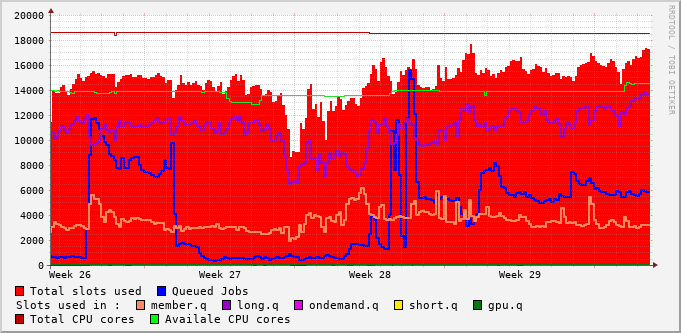 20000
18000
16000
14000
12000
10000
8000
6000
4000
2000
0
Week 26 Week 27 Week 28 Week 29
RRDTOOL / TOBI OETIKER
Total slots used Queued Jobs
Slots used in : member.q long.q ondemand.q short.q gpu.q
Total CPU cores Availale CPU cores